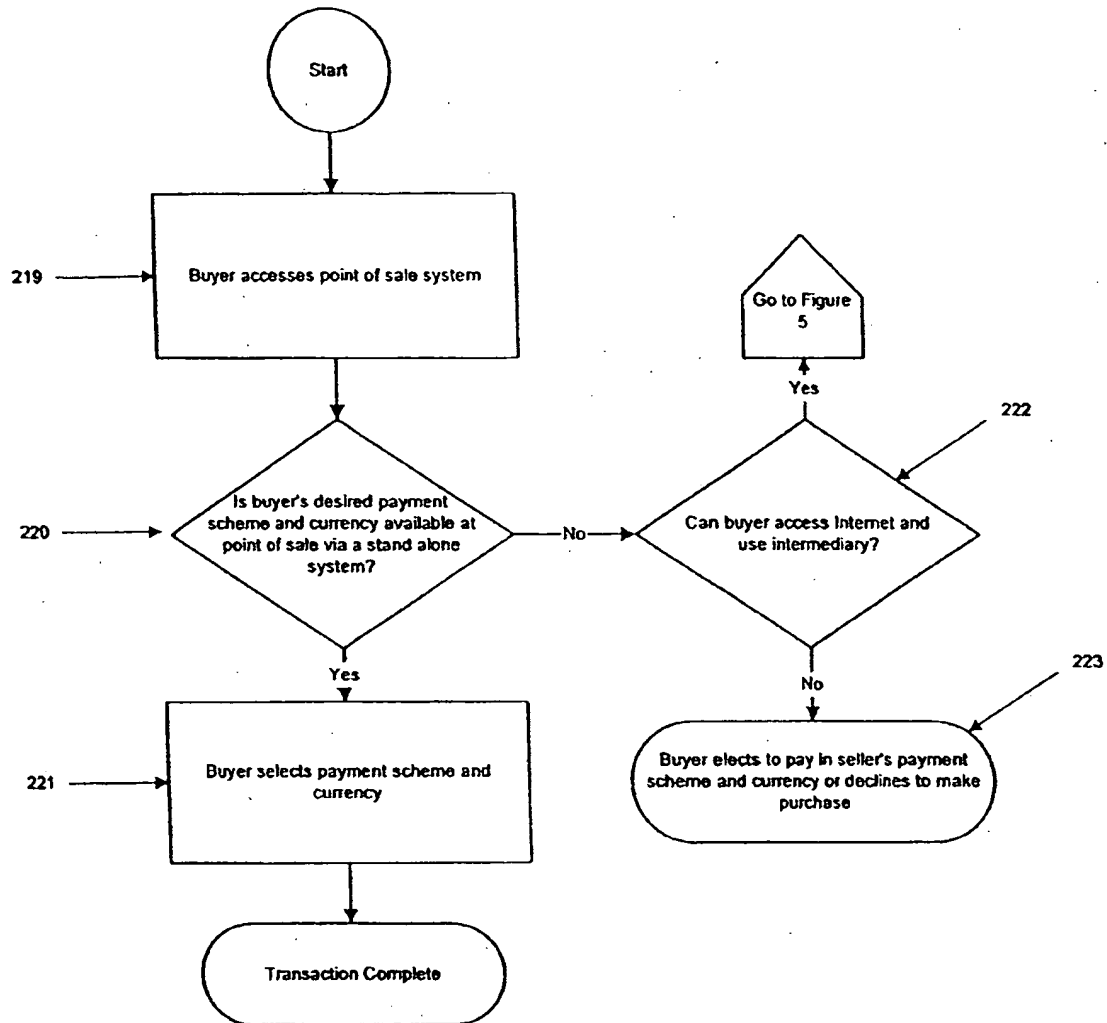 Start
219
Buyer accesses point of sale system
Go to Figure
5
Yes
222
220
Is buyer's desired payment
scheme and currency available at
point of sale via a stand alone
system?
No
Can buyer access Internet and
use intermediary?
Yes
No
223
221
Buyer selects payment scheme and
currency
Buyer elects to pay in seller's payment
scheme and currency or declines to make
purchase
Transaction Complete